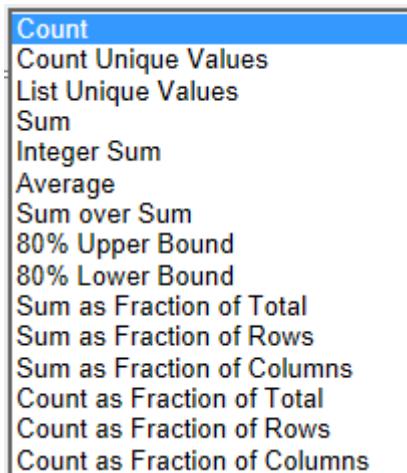 Count
Count Unique Values
List Unique Values
Sum
Integer Sum
Average
Sum over Sum
80% Upper Bound
80% Lower Bound
Sum as Fraction of Total
Sum as Fraction of Rows
Sum as Fraction of Columns
Count as Fraction of Total
Count as Fraction of Rows
Count as Fraction of Columns